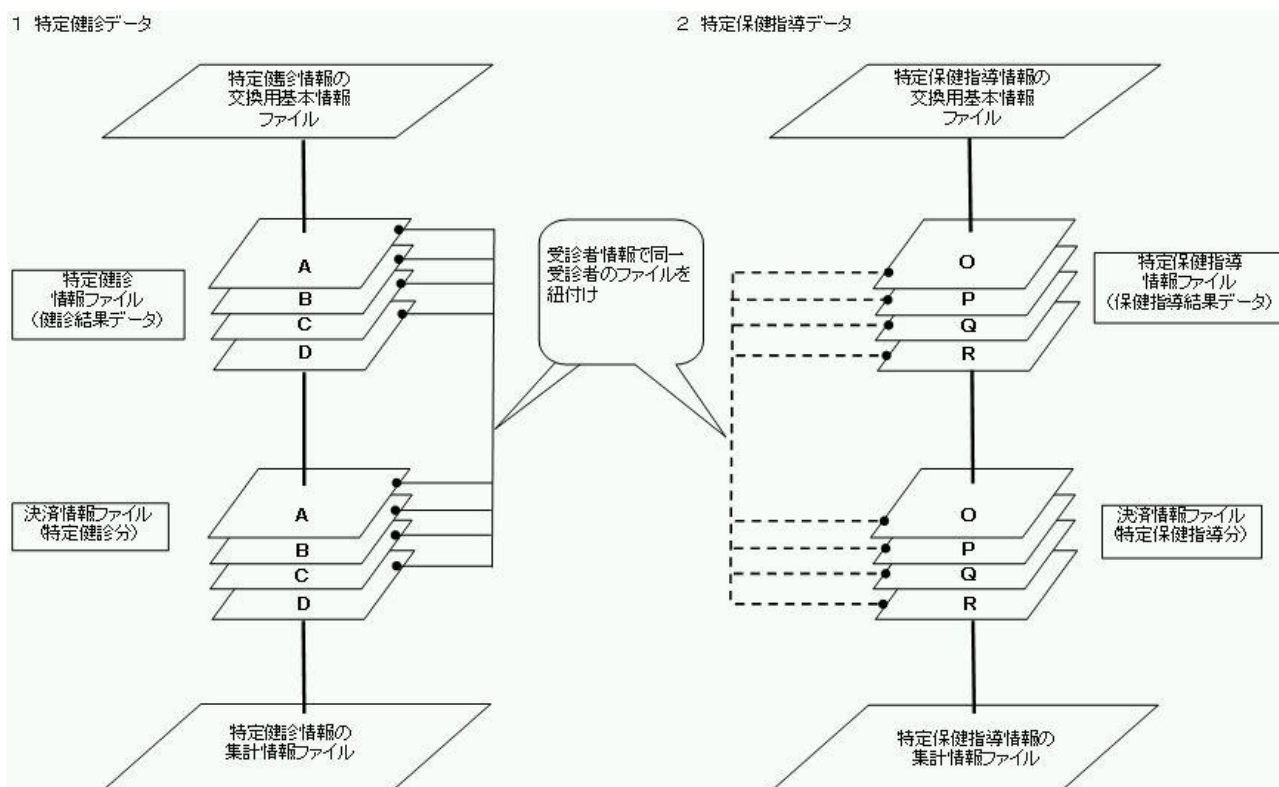 1 特定健診データ
特定健診情報の
交換用基本情報
ファイル
A
B
C
D
特定健診
情報ファイル
(健診結果データ)
A
B
C
D
決済情報ファイル
(特定健診分)
特定健診情報の
集計情報ファイル
受診者情報で同一
受診者のファイルを
紐付け
2 特定保健指導データ
特定保健指導情報の
交換用基本情報
ファイル
O
P
Q
R
特定保健指導
情報ファイル
(保健指導結果データ)
O
P
Q
R
決済情報ファイル
(特定保健指導分)
特定保健指導情報の
集計情報ファイル